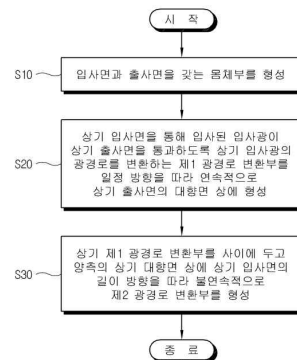 시 작
S10
입사면과 출사면을 갖는 몸체부를 형성
S20
상기 입사면을 통해 입사된 입사광이
상기 출사면을 통과하도록 상기 입사광의
광경로를 변환하는 제1 광경로 변환부를
일정 방향을 따라 연속적으로
상기 출사면의 대향면 상에 형성
S30
상기 제1 광경로 변환부를 사이에 두고
양측의 상기 대향면 상에 상기 입사면의
길이 방향을 따라 불연속적으로
제2 광경로 변환부를 형성
종 료